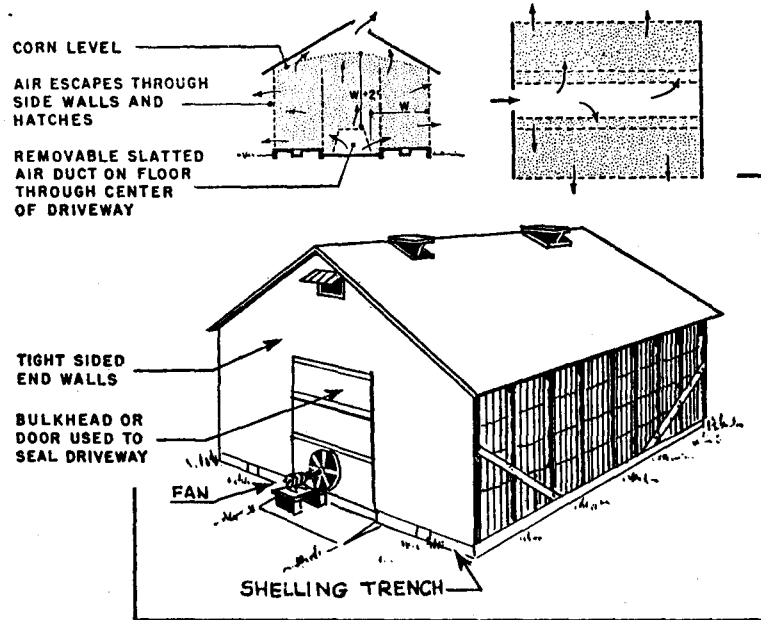 CORN LEVEL
AIR ESCAPES THROUGH
SIDE WALLS AND
HATCHES
W+2'
W
REMOVABLE SLATTED
AIR DUCT ON FLOOR
THROUGH CENTER
OF DRIVEWAY
TIGHT SIDED
END WALLS
BULKHEAD OR
DOOR USED TO
SEAL DRIVEWAY
FAN
SHELLING TRENCH